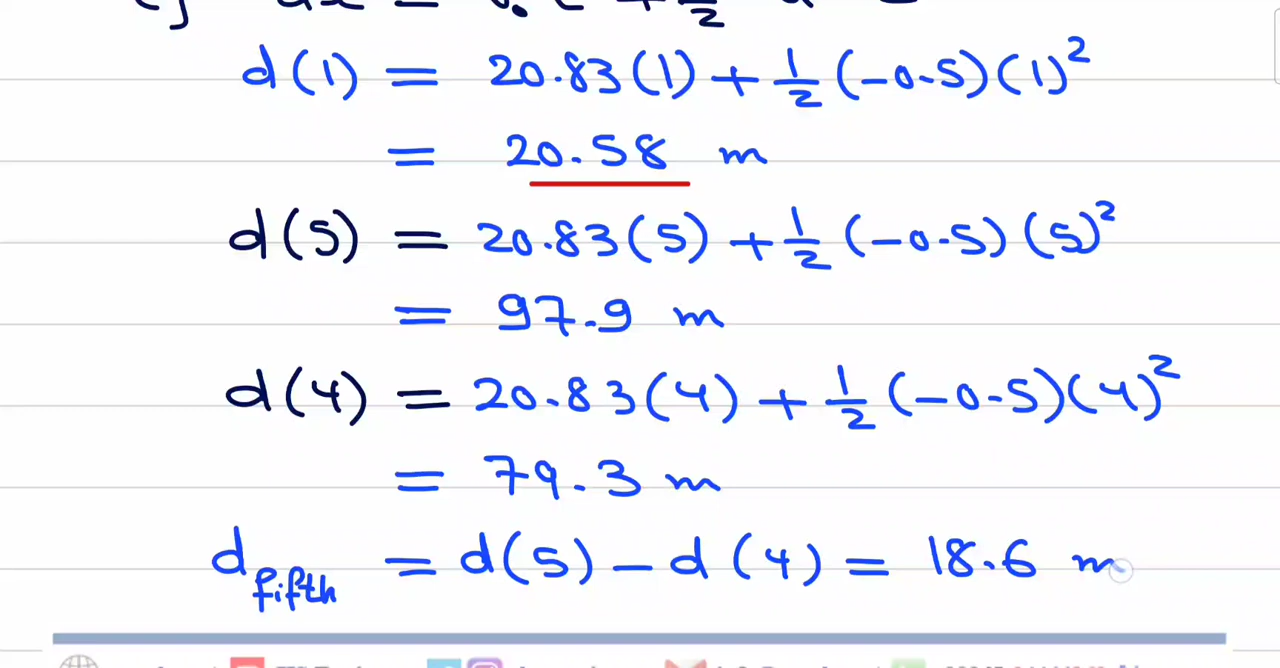 d(1) = 20.83(1) + 1/2 (-0.5)(1)²
= 20.58 m
d(5) = 20.83(5) + 1/2 (-0.5)(5)²
= 97.9 m
d(4) = 20.83(4) + 1/2 (-0.5)(4)²
= 79.3 m
d fifth = d(5) - d(4) = 18.6 m